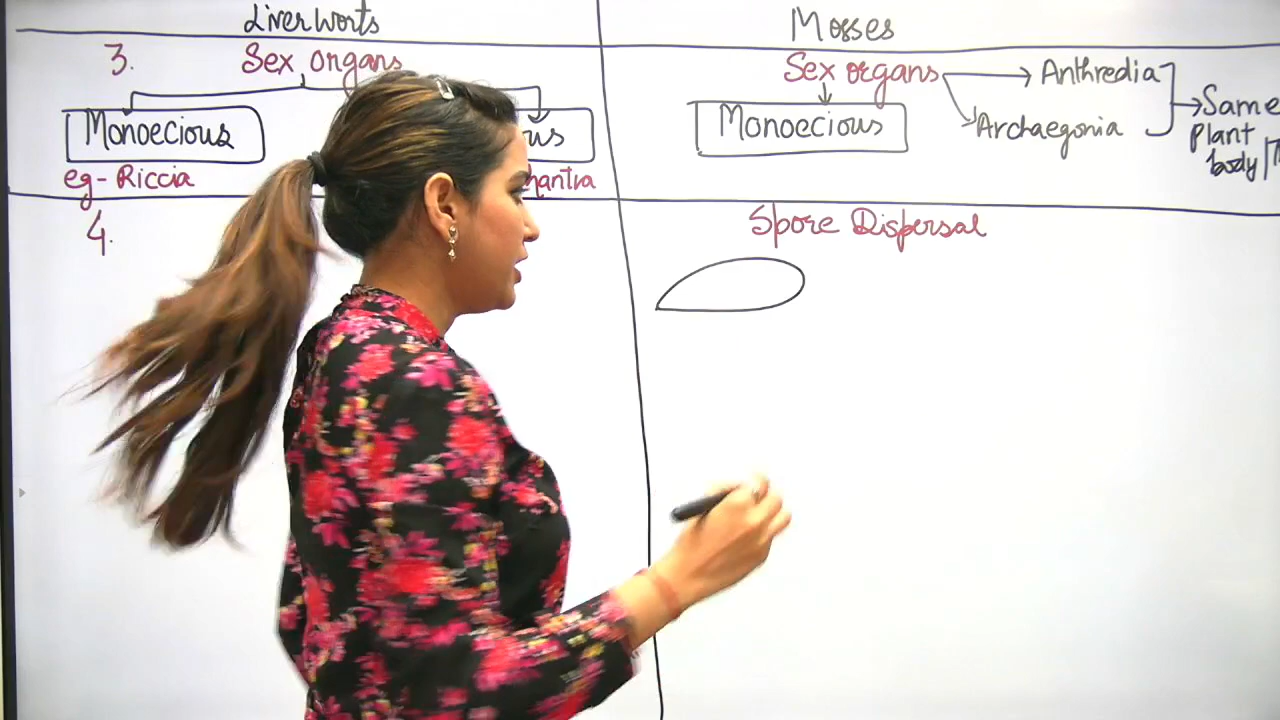 Liverworts
Mosses
3.
Sex organs
Monoecious
eg- Riccia
Sex organs
Monoecious
Anthredia
Archaegonia
Same
Plant
body/
4.
Spore Dispersal